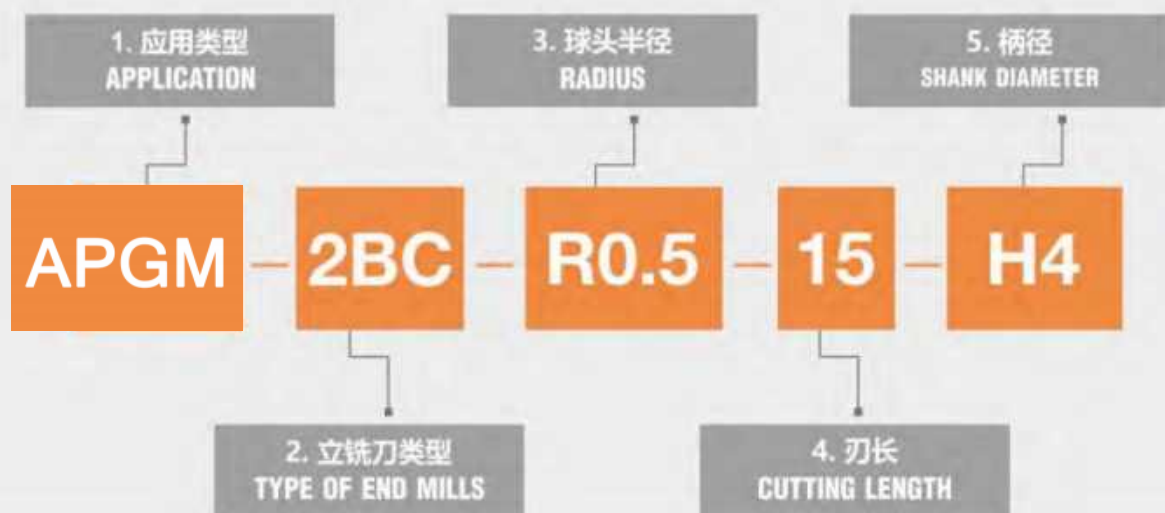 1. 应用类型
APPLICATION
3. 球头半径
RADIUS
5. 柄径
SHANK DIAMETER
APGM – 2BC – R0.5 – 15 – H4
2. 立铣刀类型
TYPE OF END MILLS
4. 刃长
CUTTING LENGTH